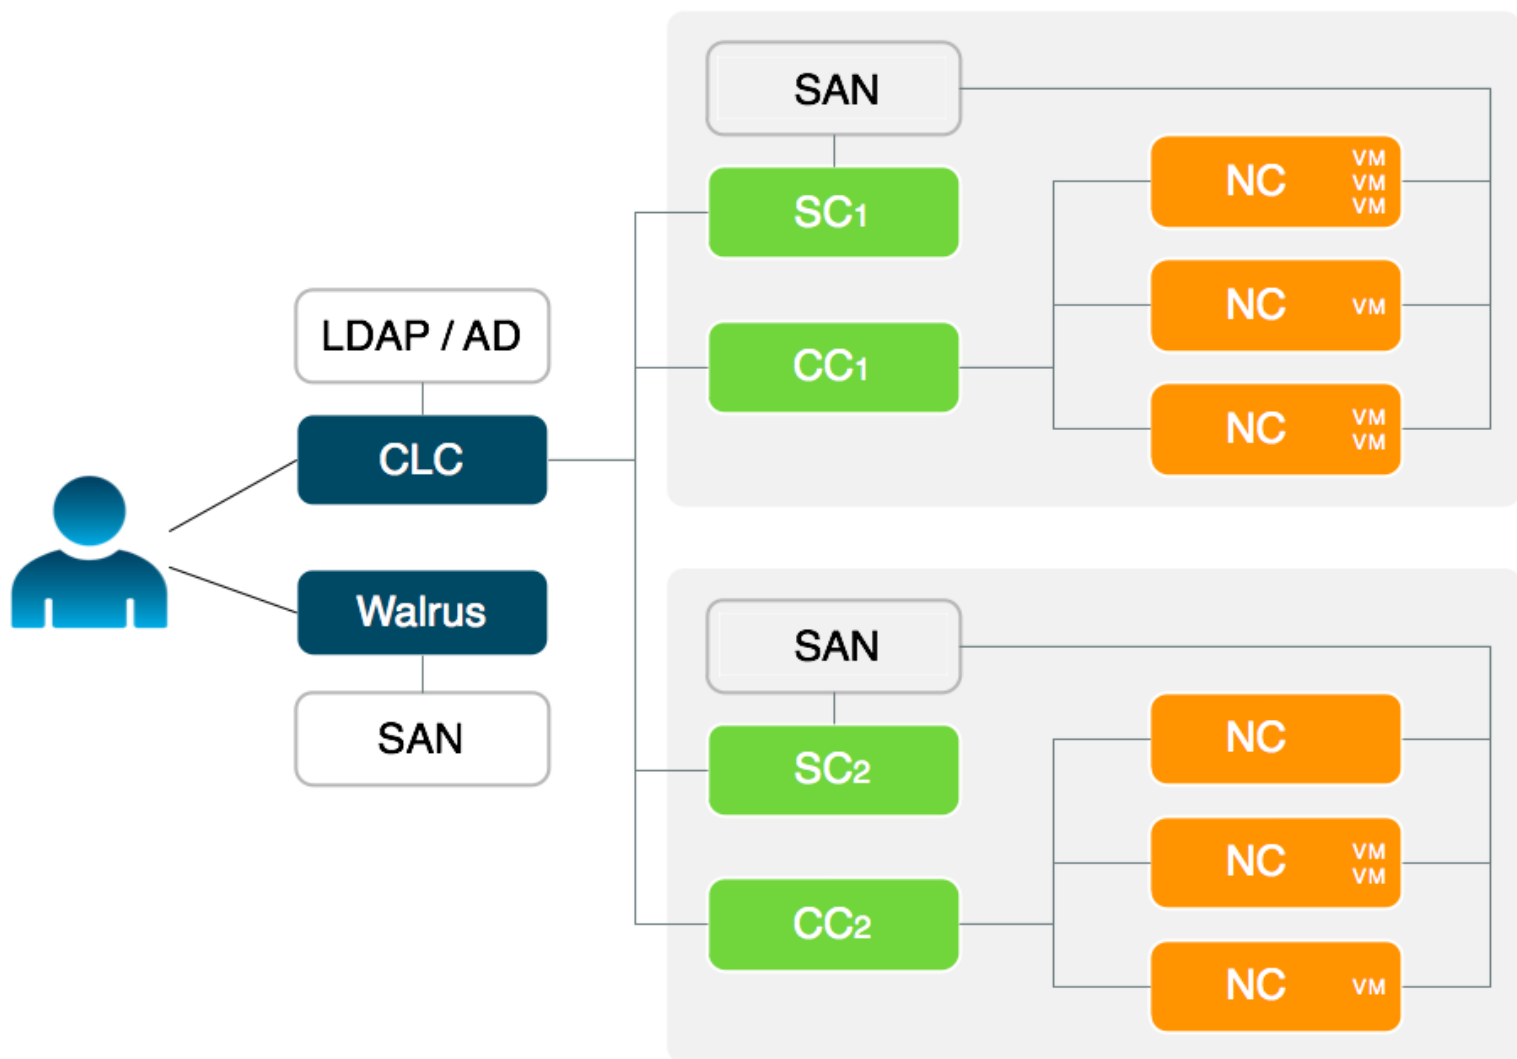 SAN
NC
VM
VM
VM
SC1
NC
VM
LDAP / AD
CC1
NC
VM
VM
CLC
Walrus
SAN
SAN
NC
SC2
NC
VM
VM
CC2
NC
VM